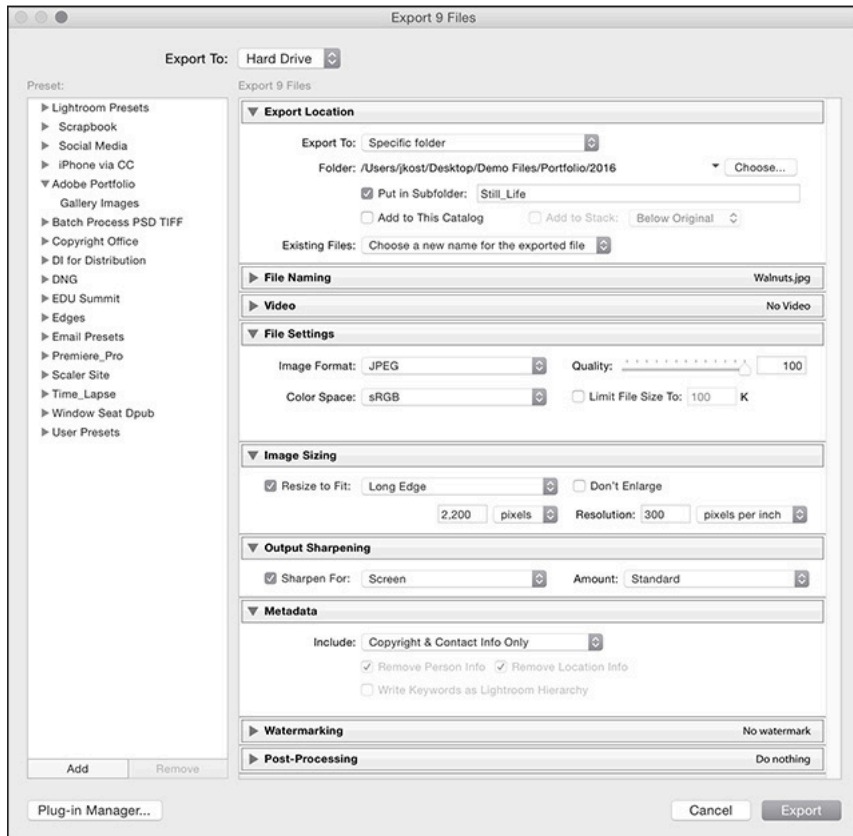 Export 9 Files
Export To: Hard Drive
Preset:
Lightroom Presets
Scrapbook
Social Media
iPhone via CC
Adobe Portfolio
Gallery Images
Batch Process PSD TIFF
Copyright Office
DI for Distribution
DNG
EDU Summit
Edges
Email Presets
Premiere_Pro
Scaler Site
Time_Lapse
Window Seat Dpub
User Presets
Add Remove
Plug-in Manager...
Export 9 Files
Export Location
Export To: Specific folder
Folder: /Users/jkost/Desktop/Demo Files/Portfolio/2016 Choose...
Put in Subfolder: Still_Life
Add to This Catalog Add to Stack: Below Original
Existing Files: Choose a new name for the exported file
File Naming Walnuts.jpg
Video No Video
File Settings
Image Format: JPEG Quality: 100
Color Space: sRGB Limit File Size To: 100 K
Image Sizing
Resize to Fit: Long Edge Don't Enlarge
2,200 pixels Resolution: 300 pixels per inch
Output Sharpening
Sharpen For: Screen Amount: Standard
Metadata
Include: Copyright & Contact Info Only
Remove Person Info Remove Location Info
Write Keywords as Lightroom Hierarchy
Watermarking No watermark
Post-Processing Do nothing
Cancel Export